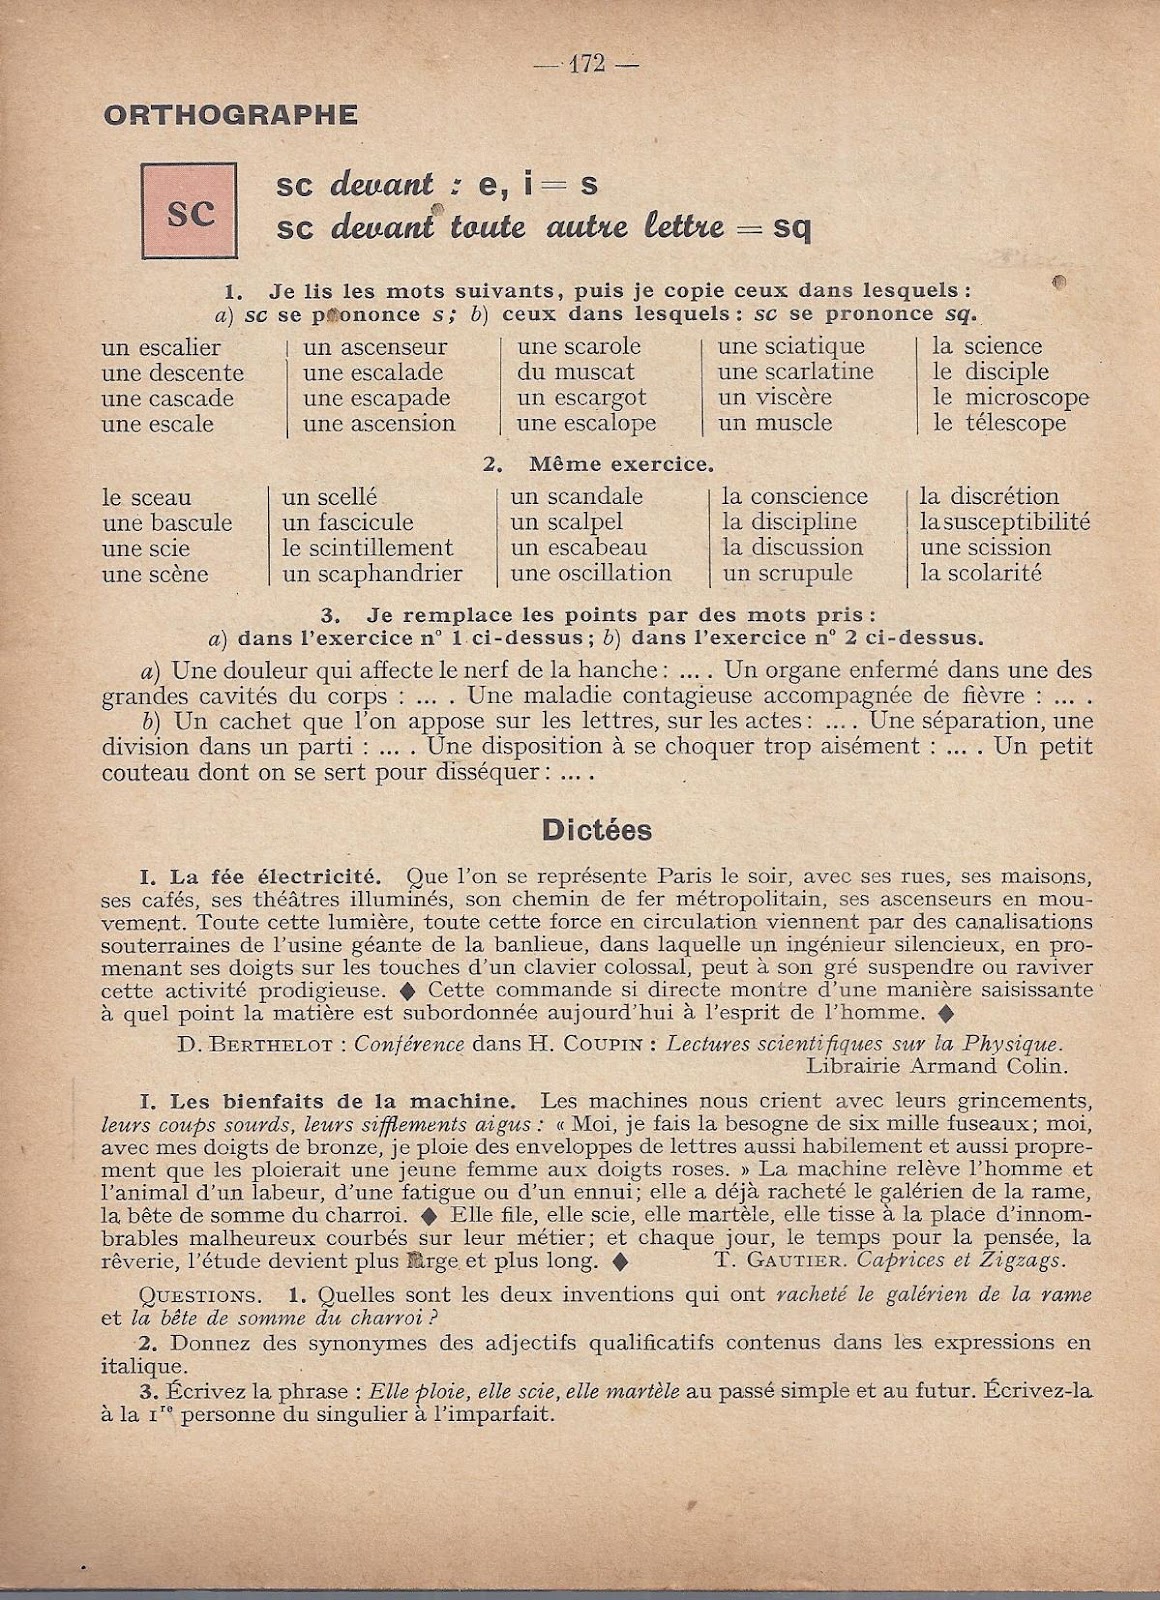 — 172 —
ORTHOGRAPHE
sc
sc devant : e, i = s
sc devant toute autre lettre = sq
1. Je lis les mots suivants, puis je copie ceux dans lesquels :
a) sc se prononce s ; b) ceux dans lesquels : sc se prononce sq.
un escalier | un ascenseur | une scarole | une sciatique | la science
une descente | une escalade | du muscat | une scarlatine | le disciple
une cascade | une escapade | un escargot | un viscère | le microscope
une escale | une ascension | une escalope | un muscle | le télescope
2. Même exercice.
le sceau | un scellé | un scandale | la conscience | la discrétion
une bascule | un fascicule | un scalpel | la discipline | la susceptibilité
une scie | le scintillement | un escabeau | la discussion | une scission
une scène | un scaphandrier | une oscillation | un scrupule | la scolarité
3. Je remplace les points par des mots pris :
a) dans l'exercice n° 1 ci-dessus ; b) dans l'exercice n° 2 ci-dessus.
a) Une douleur qui affecte le nerf de la hanche : ... . Un organe enfermé dans une des
grandes cavités du corps : ... . Une maladie contagieuse accompagnée de fièvre : ... .
b) Un cachet que l'on appose sur les lettres, sur les actes : ... . Une séparation, une
division dans un parti : ... . Une disposition à se choquer trop aisément : ... . Un petit
couteau dont on se sert pour disséquer : ... .
Dictées
I. La fée électricité. Que l'on se représente Paris le soir, avec ses rues, ses maisons,
ses cafés, ses théâtres illuminés, son chemin de fer métropolitain, ses ascenseurs en mou-
vement. Toute cette lumière, toute cette force en circulation viennent par des canalisations
souterraines de l'usine géante de la banlieue, dans laquelle un ingénieur silencieux, en pro-
menant ses doigts sur les touches d'un clavier colossal, peut à son gré suspendre ou raviver
cette activité prodigieuse. ♦ Cette commande si directe montre d'une manière saisissante
à quel point la matière est subordonnée aujourd'hui à l'esprit de l'homme. ♦
D. BERTHELOT : Conférence dans H. COUPIN : Lectures scientifiques sur la Physique.
Librairie Armand Colin.
I. Les bienfaits de la machine. Les machines nous crient avec leurs grincements,
leurs coups sourds, leurs sifflements aigus : « Moi, je fais la besogne de six mille fuseaux ; moi,
avec mes doigts de bronze, je ploie des enveloppes de lettres aussi habilement et aussi propre-
ment que les ploierait une jeune femme aux doigts roses. » La machine relève l'homme et
l'animal d'un labeur, d'une fatigue ou d'un ennui ; elle a déjà racheté le galérien de la rame,
la bête de somme du charroi. ♦ Elle file, elle scie, elle martèle, elle tisse à la place d'innom-
brables malheureux courbés sur leur métier ; et chaque jour, le temps pour la pensée, la
rêverie, l'étude devient plus large et plus long. ♦ T. GAUTIER. Caprices et Zigzags.
QUESTIONS. 1. Quelles sont les deux inventions qui ont racheté le galérien de la rame
et la bête de somme du charroi ?
2. Donnez des synonymes des adjectifs qualificatifs contenus dans les expressions en
italique.
3. Écrivez la phrase : Elle ploie, elle scie, elle martèle au passé simple et au futur. Écrivez-la
à la 1re personne du singulier à l'imparfait.